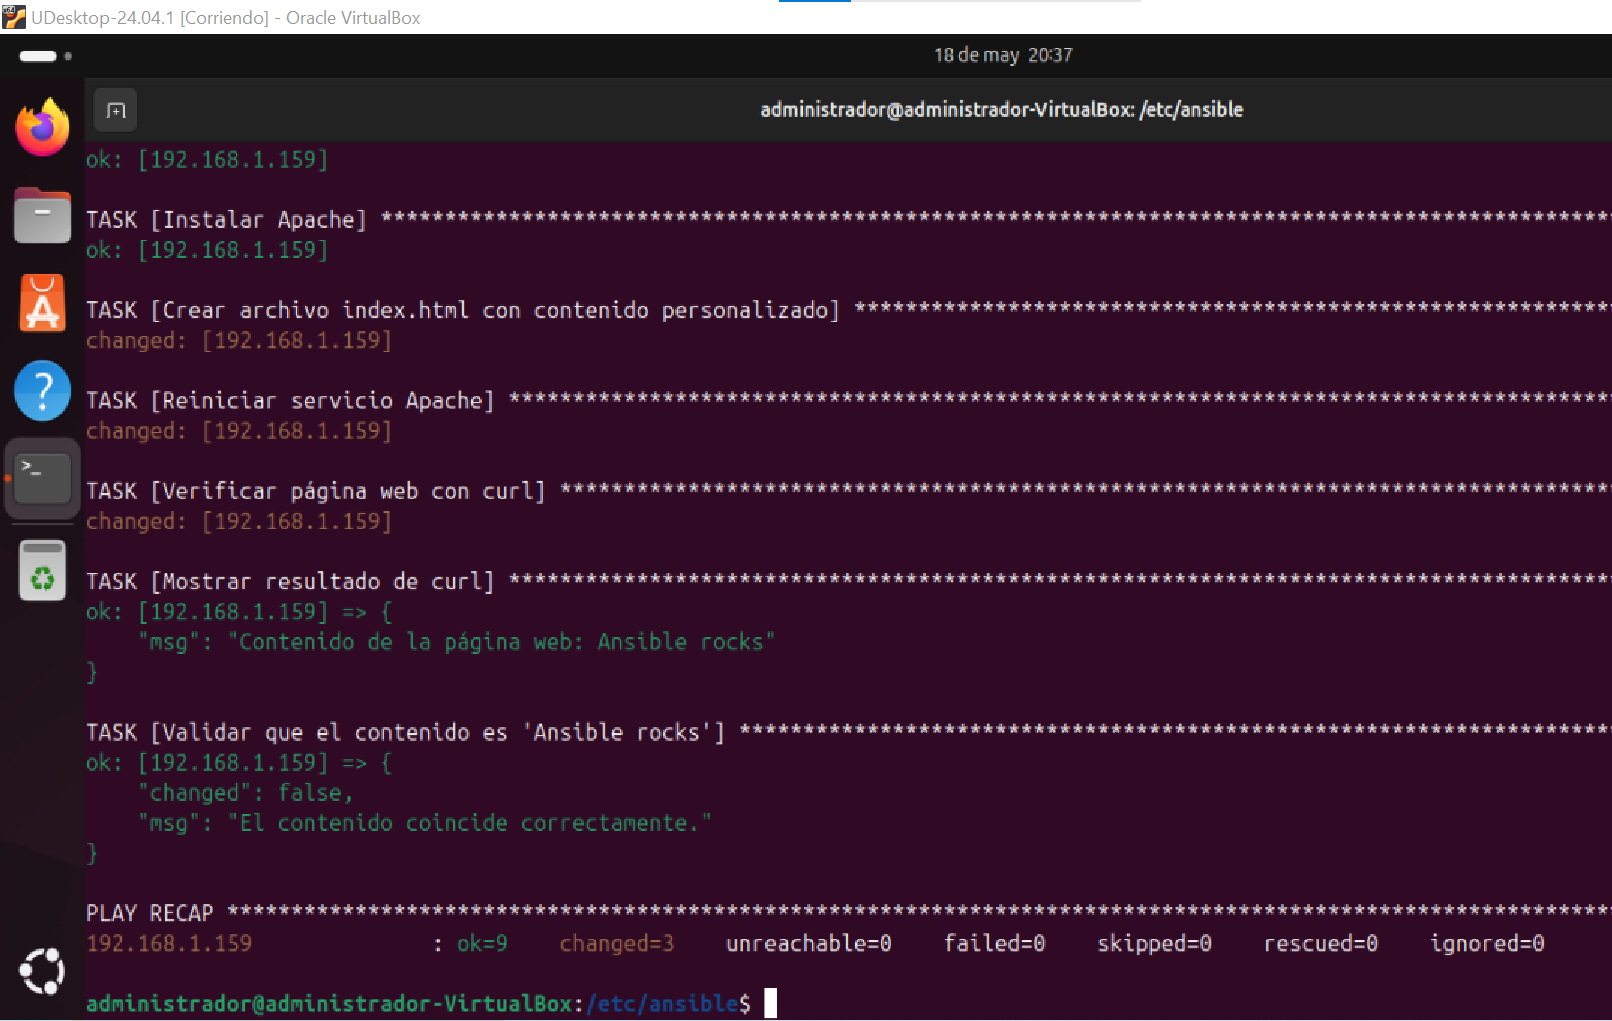 UDesktop-24.04.1 [Corriendo] - Oracle VirtualBox
18 de may 20:37
administrador@administrador-VirtualBox: /etc/ansible
ok: [192.168.1.159]
TASK [Instalar Apache] ************************************************************************************************
ok: [192.168.1.159]
TASK [Crear archivo index.html con contenido personalizado] ***********************************************************
changed: [192.168.1.159]
TASK [Reiniciar servicio Apache] **************************************************************************************
changed: [192.168.1.159]
TASK [Verificar página web con curl] **********************************************************************************
changed: [192.168.1.159]
TASK [Mostrar resultado de curl] **************************************************************************************
ok: [192.168.1.159] => {
    "msg": "Contenido de la página web: Ansible rocks"
}
TASK [Validar que el contenido es 'Ansible rocks'] ********************************************************************
ok: [192.168.1.159] => {
    "changed": false,
    "msg": "El contenido coincide correctamente."
}
PLAY RECAP ************************************************************************************************************
192.168.1.159              : ok=9    changed=3    unreachable=0    failed=0    skipped=0    rescued=0    ignored=0
administrador@administrador-VirtualBox:/etc/ansible$